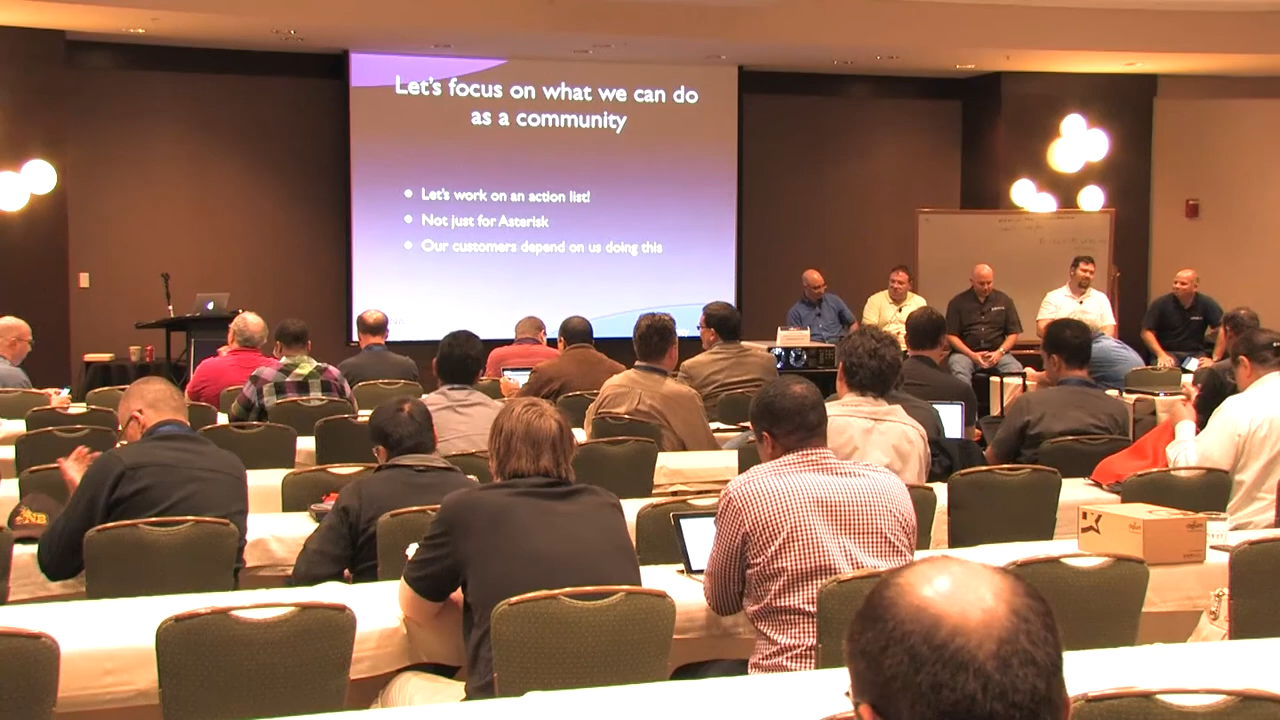 Let's focus on what we can do
as a community
Let's work on an action list!
Not just for Asterisk
Our customers depend on us doing this